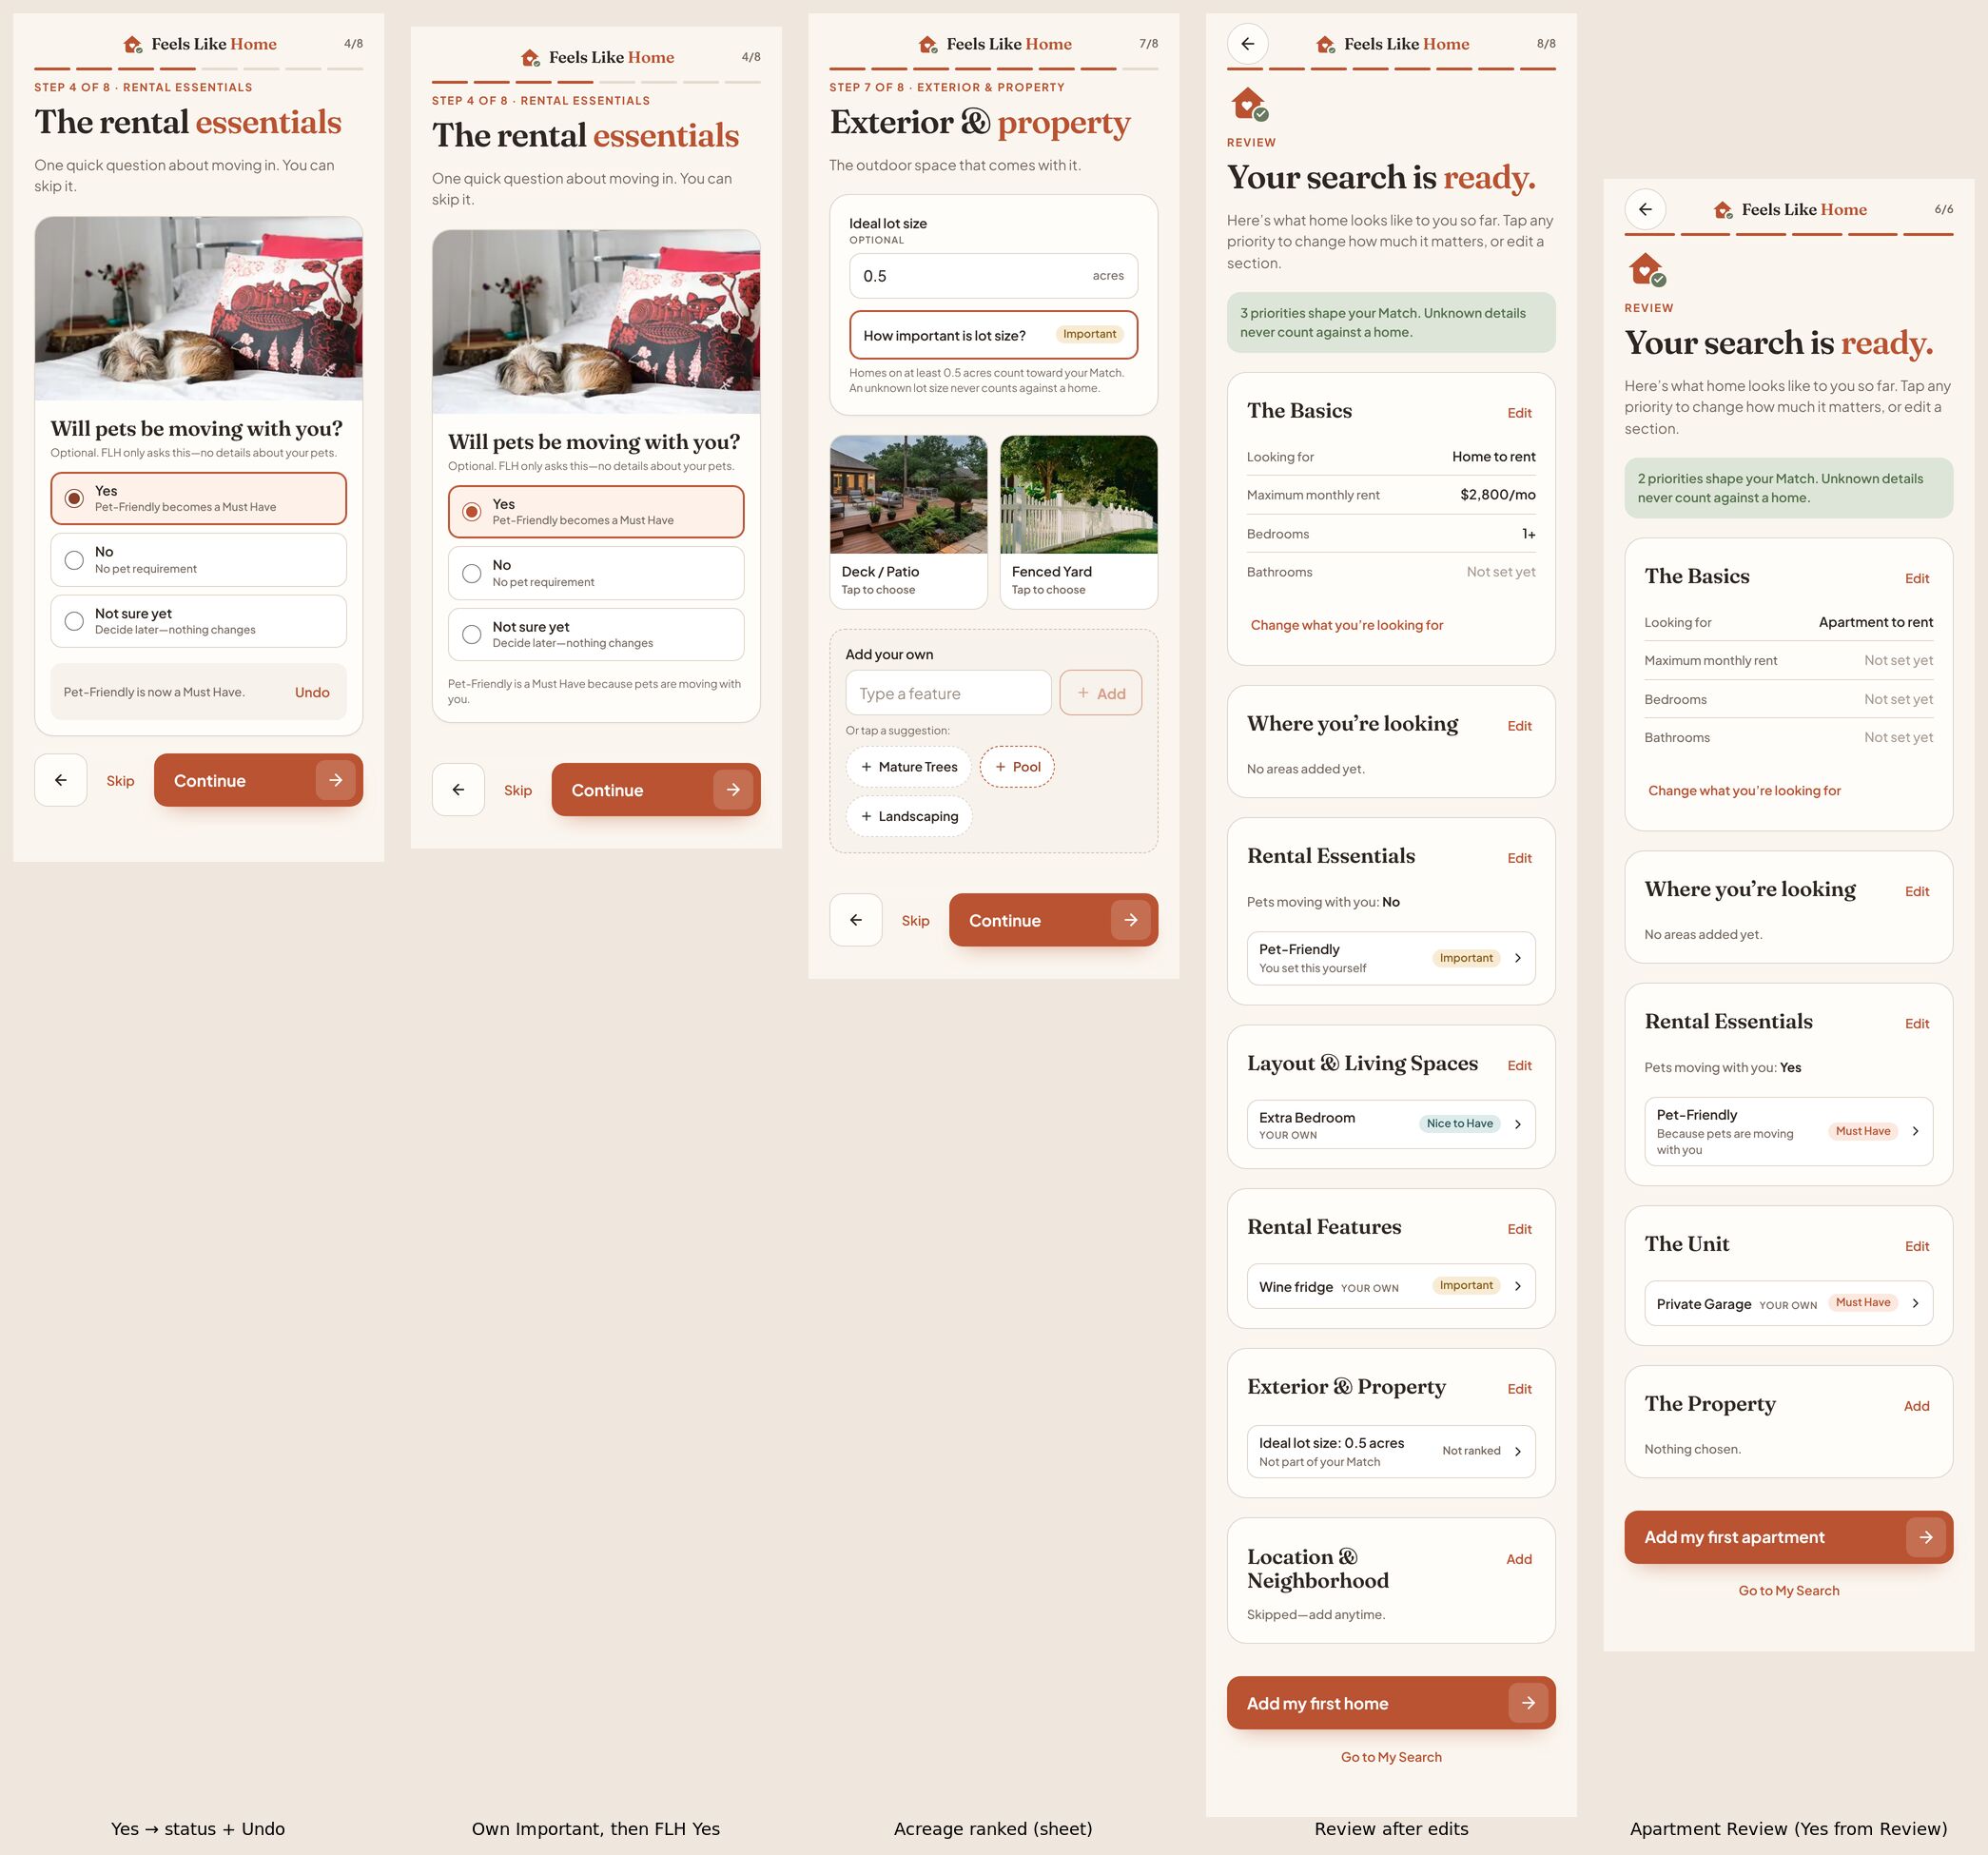 Feels Like Home
4/8
STEP 4 OF 8 · RENTAL ESSENTIALS
The rental essentials
One quick question about moving in. You can
skip it.
Will pets be moving with you?
Optional. FLH only asks this—no details about your pets.
Yes
Pet-Friendly becomes a Must Have
No
No pet requirement
Not sure yet
Decide later—nothing changes
Pet-Friendly is now a Must Have.
Undo
Skip
Continue
Yes → status + Undo
Feels Like Home
4/8
STEP 4 OF 8 · RENTAL ESSENTIALS
The rental essentials
One quick question about moving in. You can
skip it.
Will pets be moving with you?
Optional. FLH only asks this—no details about your pets.
Yes
Pet-Friendly becomes a Must Have
No
No pet requirement
Not sure yet
Decide later—nothing changes
Pet-Friendly is a Must Have because pets are moving with
you.
Skip
Continue
Own Important, then FLH Yes
Feels Like Home
7/8
STEP 7 OF 8 · EXTERIOR & PROPERTY
Exterior & property
The outdoor space that comes with it.
Ideal lot size
OPTIONAL
0.5
acres
How important is lot size?
Important
Homes on at least 0.5 acres count toward your Match.
An unknown lot size never counts against a home.
Deck / Patio
Tap to choose
Fenced Yard
Tap to choose
Add your own
Type a feature
+ Add
Or tap a suggestion:
+ Mature Trees
+ Pool
+ Landscaping
Skip
Continue
Acreage ranked (sheet)
Feels Like Home
8/8
REVIEW
Your search is ready.
Here's what home looks like to you so far. Tap any
priority to change how much it matters, or edit a
section.
3 priorities shape your Match. Unknown details
never count against a home.
The Basics
Edit
Looking for
Home to rent
Maximum monthly rent
$2,800/mo
Bedrooms
1+
Bathrooms
Not set yet
Change what you're looking for
Where you're looking
Edit
No areas added yet.
Rental Essentials
Edit
Pets moving with you: No
Pet-Friendly
You set this yourself
Important
Layout & Living Spaces
Edit
Extra Bedroom
YOUR OWN
Nice to Have
Rental Features
Edit
Wine fridge YOUR OWN
Important
Exterior & Property
Edit
Ideal lot size: 0.5 acres
Not part of your Match
Not ranked
Location &
Neighborhood
Add
Skipped—add anytime.
Add my first home
Go to My Search
Review after edits
Feels Like Home
6/6
REVIEW
Your search is ready.
Here's what home looks like to you so far. Tap any
priority to change how much it matters, or edit a
section.
2 priorities shape your Match. Unknown details
never count against a home.
The Basics
Edit
Looking for
Apartment to rent
Maximum monthly rent
Not set yet
Bedrooms
Not set yet
Bathrooms
Not set yet
Change what you're looking for
Where you're looking
Edit
No areas added yet.
Rental Essentials
Edit
Pets moving with you: Yes
Pet-Friendly
Because pets are moving
with you
Must Have
The Unit
Edit
Private Garage YOUR OWN
Must Have
The Property
Add
Nothing chosen.
Add my first apartment
Go to My Search
Apartment Review (Yes from Review)